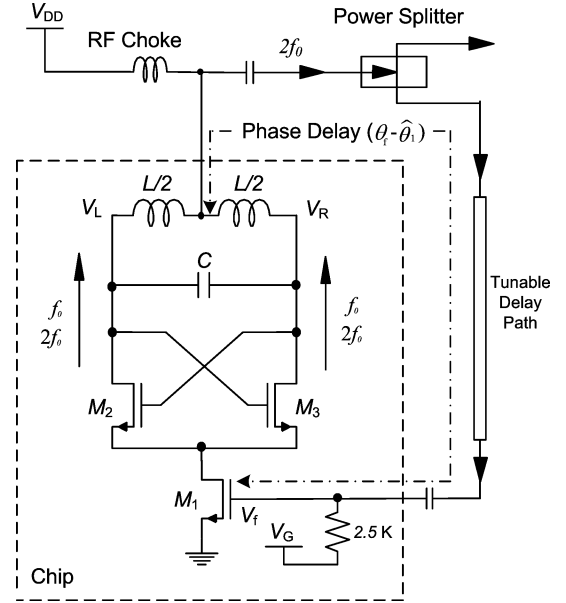 V_DD
Power Splitter
RF Choke
2f₀
Phase Delay (θ_f-θ̂₁)
L/2
L/2
V_L
V_R
C
f₀
2f₀
f₀
2f₀
Tunable
Delay
Path
M₂
M₃
M₁
V_f
V_G
2.5 K
Chip